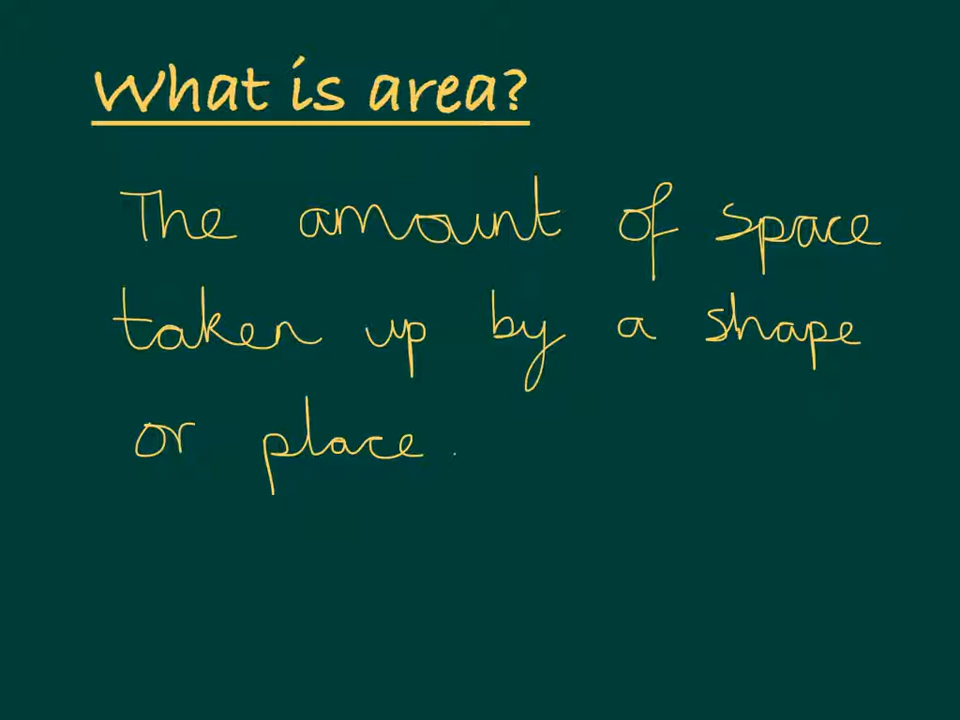 What is area?
The amount of space
taken up by a shape
or place.